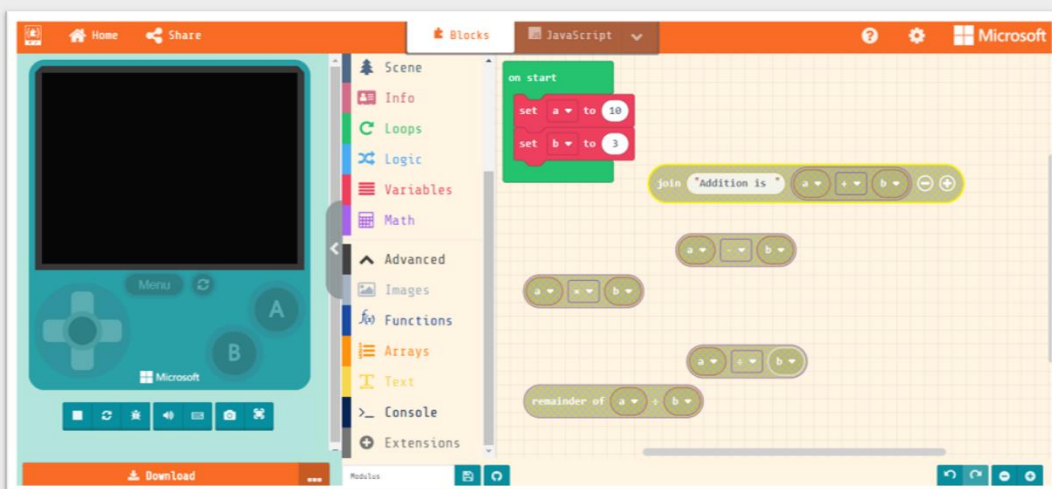 Home
Share
Blocks
JavaScript
Microsoft
Menu
A
B
Microsoft
Download
Scene
Info
Loops
Logic
Variables
Math
Advanced
Images
Functions
Arrays
Text
Console
Extensions
on start
set a to 10
set b to 3
join "Addition is " a + b
a - b
a × b
a ÷ b
remainder of a ÷ b
Modulus